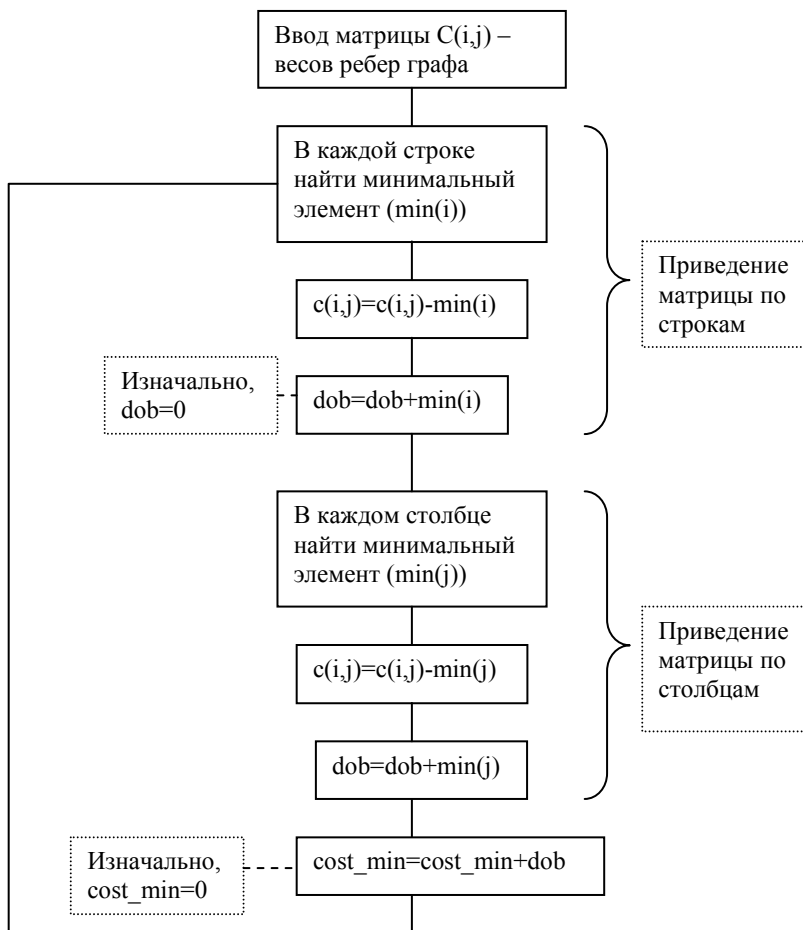 Ввод матрицы C(i,j) –
весов ребер графа
В каждой строке
найти минимальный
элемент (min(i))
Приведение
матрицы по
строкам
c(i,j)=c(i,j)-min(i)
Изначально,
dob=0
dob=dob+min(i)
В каждом столбце
найти минимальный
элемент (min(j))
Приведение
матрицы по
столбцам
c(i,j)=c(i,j)-min(j)
dob=dob+min(j)
Изначально,
cost_min=0
cost_min=cost_min+dob